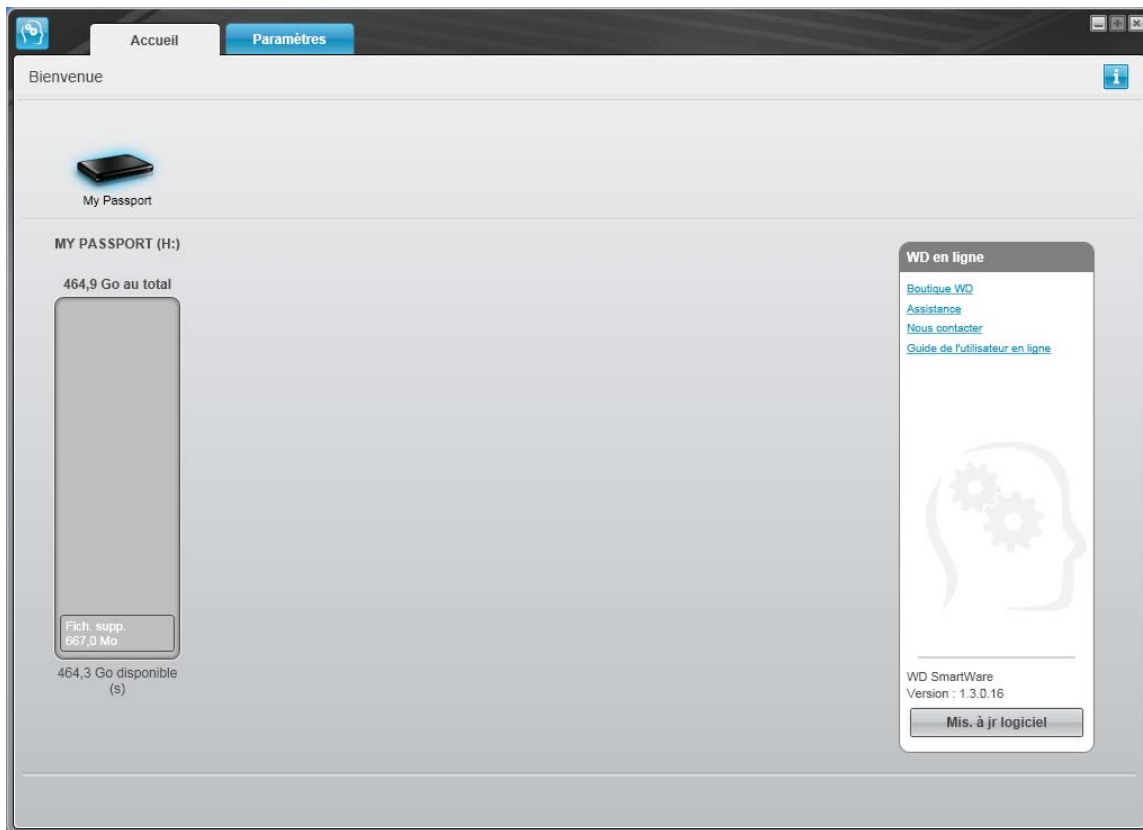 Accueil
Paramètres
Bienvenue
i
My Passport
MY PASSPORT (H:)
464,9 Go au total
Fich. supp.
667,0 Mo
464,3 Go disponible
(s)
WD en ligne
Boutique WD
Assistance
Nous contacter
Guide de l'utilisateur en ligne
WD SmartWare
Version : 1.3.0.16
Mis. à jr logiciel